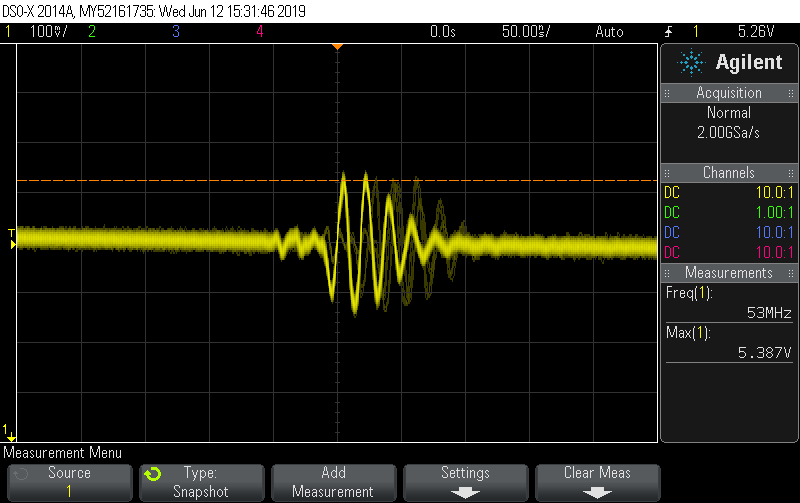 DSO-X 2014A, MY52161735: Wed Jun 12 15:31:46 2019
1 100℅/ 2 3 4 0.0s 50.00℅/ Auto 1 5.26V
Agilent
Acquisition
Normal
2.00GSa/s
Channels
DC 10.0:1
DC 1.00:1
DC 10.0:1
DC 10.0:1
Measurements
Freq(1):
53MHz
Max(1):
5.387V
T
1
Measurement Menu
Source
1
Type:
Snapshot
Add
Measurement
Settings
Clear Meas